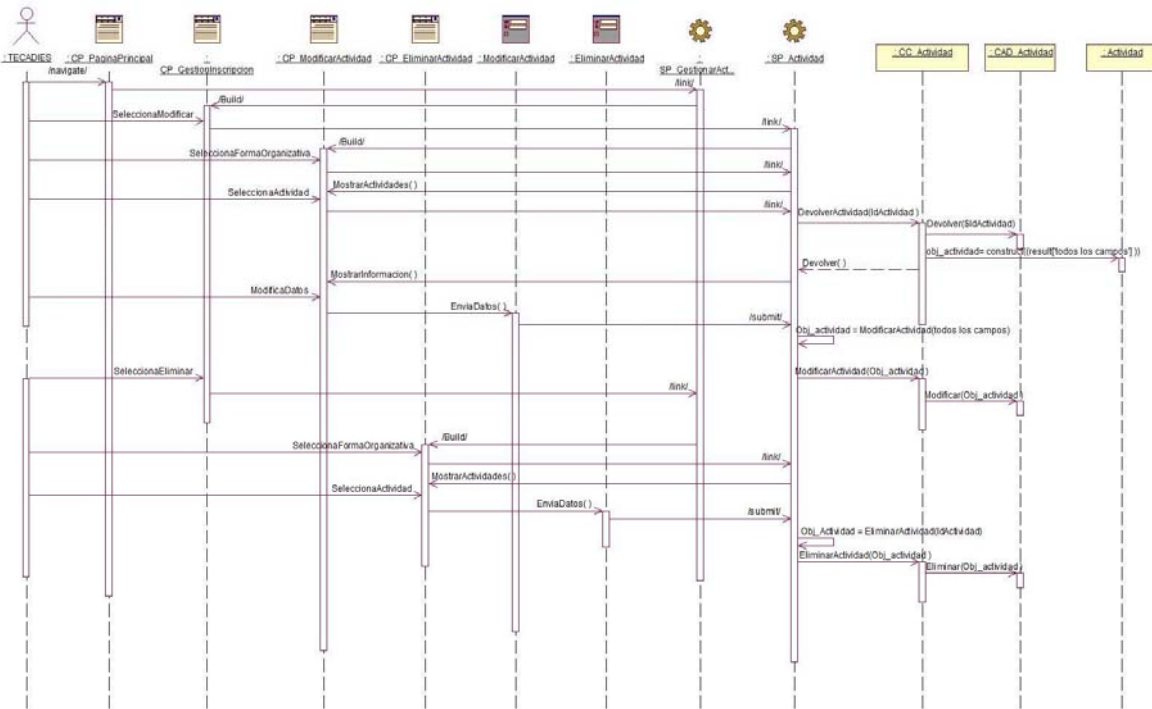 : TECADIES
: CP_PaginaPrincipal
:
CP_GestionInscripcion
: CP_ModificarActividad
: CP_EliminarActividad
: ModificarActividad
: EliminarActividad
:
SP_GestionarAct...
: SP_Actividad
: CC_Actividad
: CAD_Actividad
: Actividad
/navigate/
/link/
/Build/
SeleccionaModificar
/link/
/Build/
SeleccionaFormaOrganizativa
/link/
MostrarActividades( )
SeleccionaActividad
/link/
DevolverActividad(IdActividad )
Devolver($IdActividad)
obj_actividad= construct((result['todos los campos'] ))
Devolver( )
MostrarInformacion( )
ModificaDatos
EnviaDatos( )
/submit/
Obj_actividad = ModificarActividad(todos los campos)
SeleccionaEliminar
ModificarActividad(Obj_actividad )
/link/
Modificar(Obj_actividad
/Build/
SeleccionaFormaOrganizativa
/link/
MostrarActividades( )
SeleccionaActividad
EnviaDatos( )
/submit/
Obj_Actividad = EliminarActividad(IdActividad)
EliminarActividad(Obj_actividad )
Eliminar(Obj_actividad